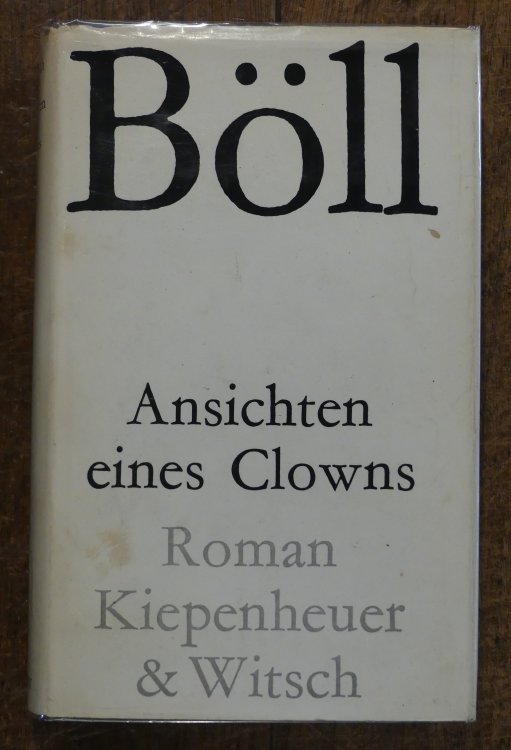 Böll
Ansichten
eines Clowns
Roman
Kiepenheuer
& Witsch